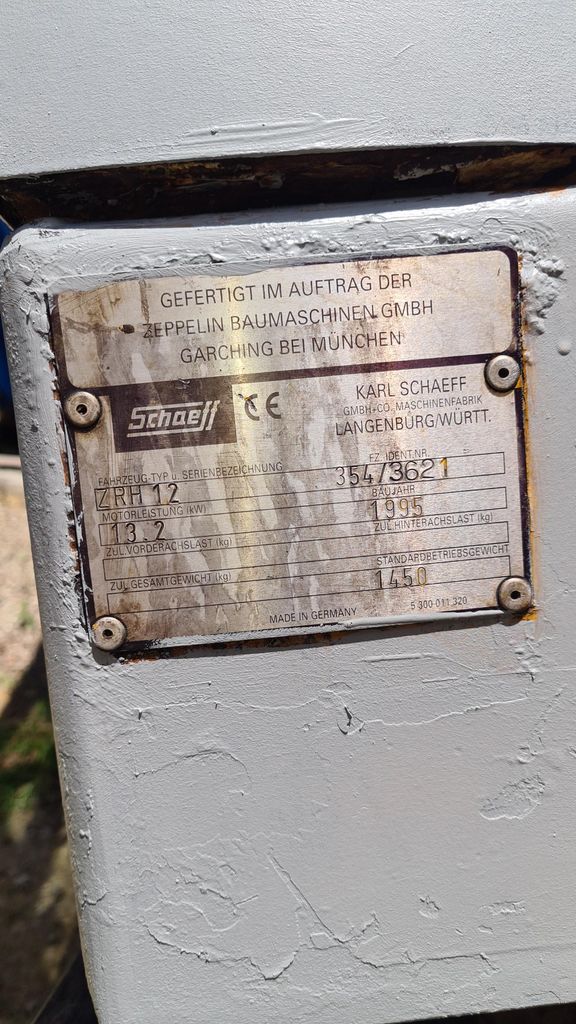 GEFERTIGT IM AUFTRAG DER
ZEPPELIN BAUMASCHINEN GMBH
GARCHING BEI MÜNCHEN
Schaeff CE
KARL SCHAEFF
GMBH+CO. MASCHINENFABRIK
LANGENBURG/WÜRTT.
FAHRZEUG-TYP u. SERIENBEZEICHNUNG FZ. IDENT.NR.
ZRH 12 354/3621
MOTORLEISTUNG (kW) BAUJAHR
13.2 1995
ZUL.VORDERACHSLAST (kg) ZUL.HINTERACHSLAST (kg)
ZUL.GESAMTGEWICHT (kg) STANDARDBETRIEBSGEWICHT
1450
MADE IN GERMANY 5 300 011 320